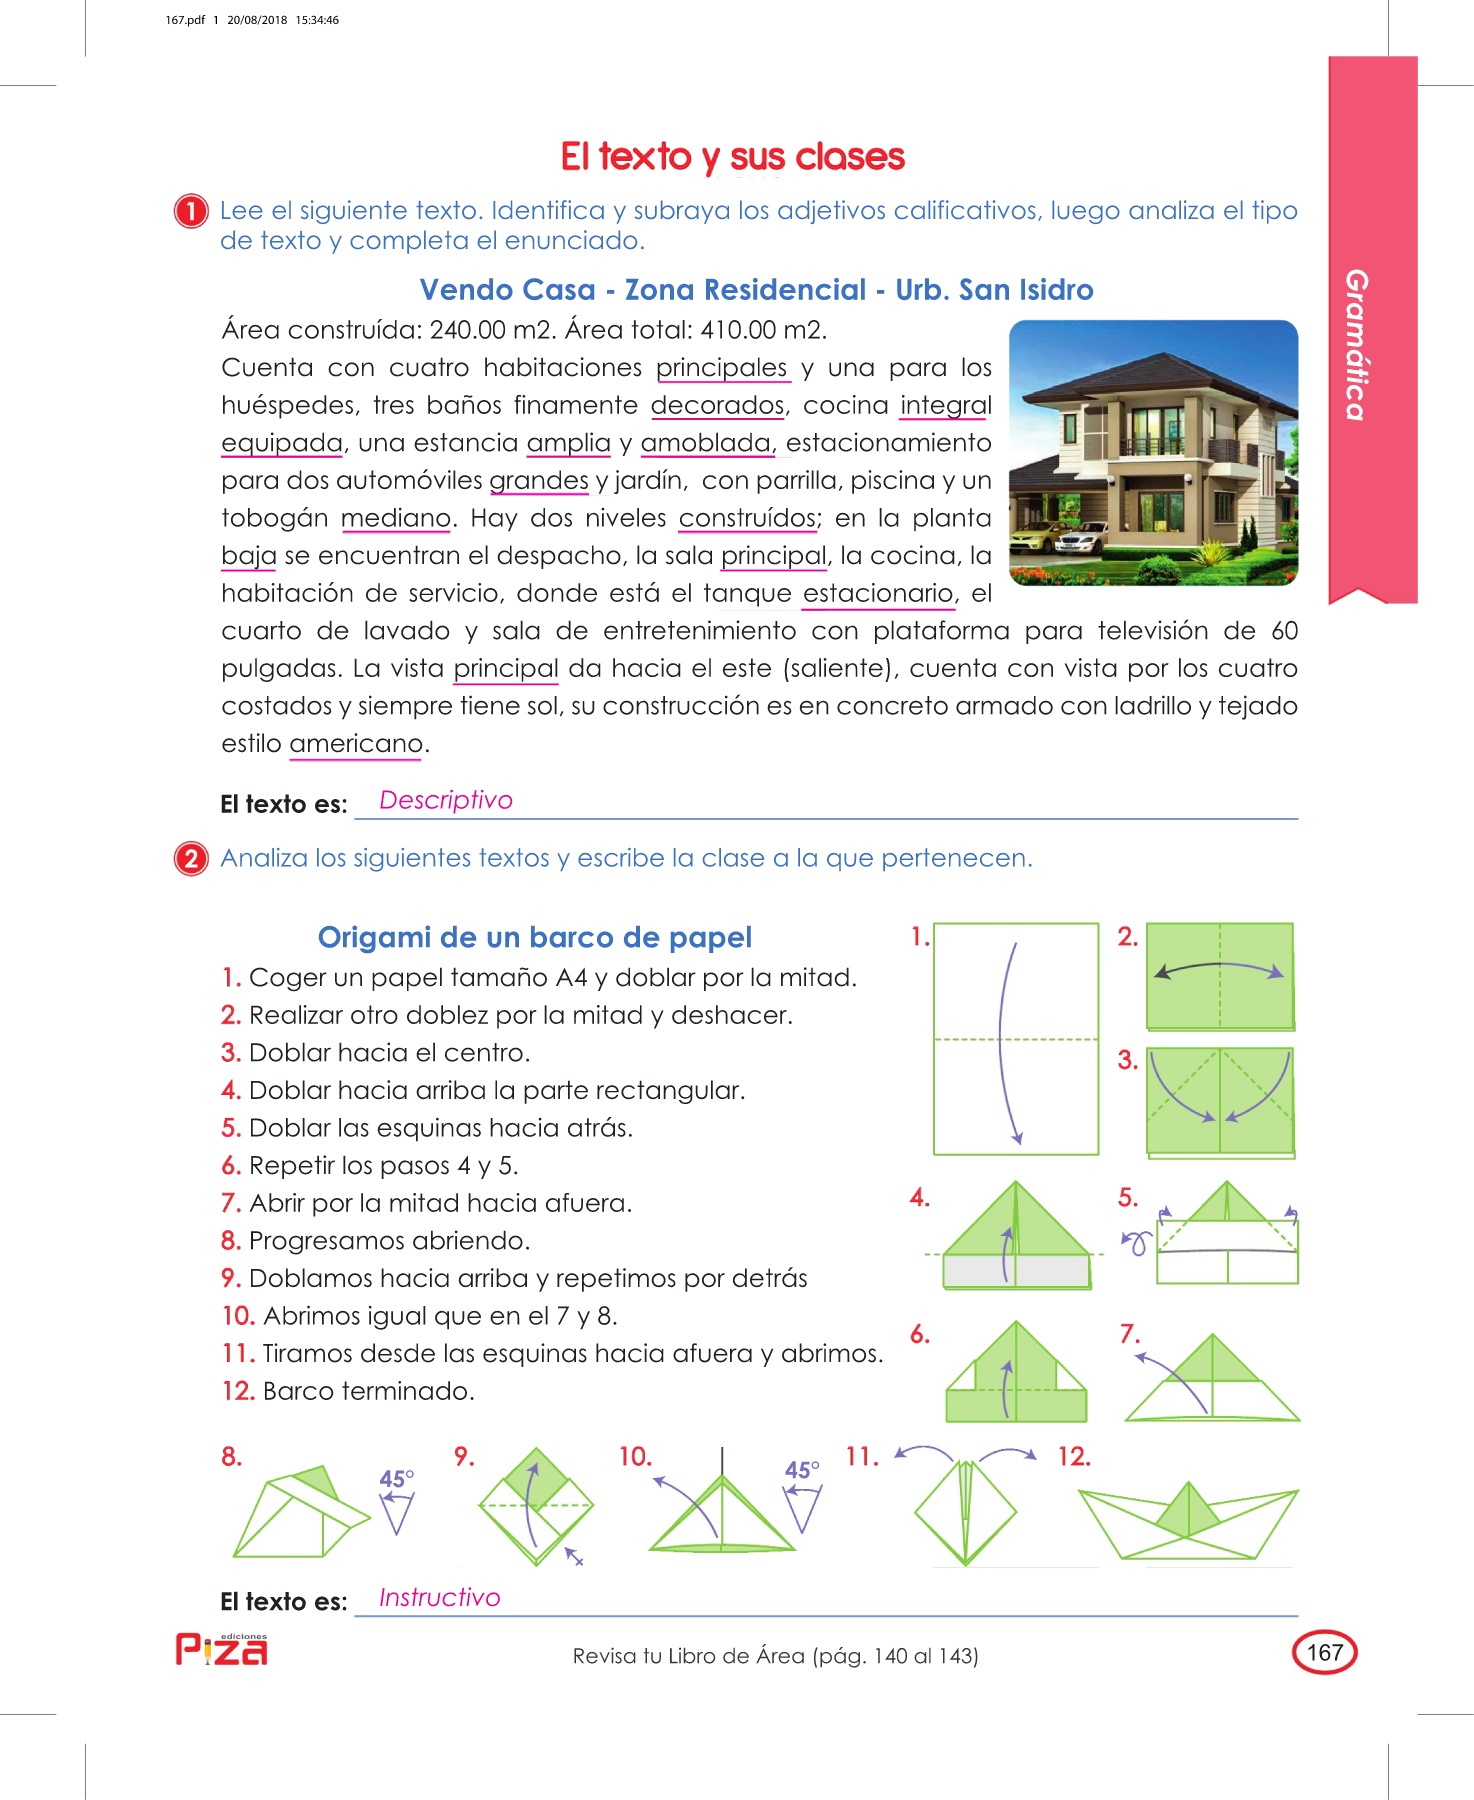 167.pdf 1 20/08/2018 15:34:46
Gramática
El texto y sus clases
1 Lee el siguiente texto. Identifica y subraya los adjetivos calificativos, luego analiza el tipo
de texto y completa el enunciado.
Vendo Casa - Zona Residencial - Urb. San Isidro
Área construída: 240.00 m2. Área total: 410.00 m2.
Cuenta con cuatro habitaciones principales y una para los
huéspedes, tres baños finamente decorados, cocina integral
equipada, una estancia amplia y amoblada, estacionamiento
para dos automóviles grandes y jardín, con parrilla, piscina y un
tobogán mediano. Hay dos niveles construídos; en la planta
baja se encuentran el despacho, la sala principal, la cocina, la
habitación de servicio, donde está el tanque estacionario, el
cuarto de lavado y sala de entretenimiento con plataforma para televisión de 60
pulgadas. La vista principal da hacia el este (saliente), cuenta con vista por los cuatro
costados y siempre tiene sol, su construcción es en concreto armado con ladrillo y tejado
estilo americano.
El texto es: Descriptivo
2 Analiza los siguientes textos y escribe la clase a la que pertenecen.
Origami de un barco de papel
1. Coger un papel tamaño A4 y doblar por la mitad.
2. Realizar otro doblez por la mitad y deshacer.
3. Doblar hacia el centro.
4. Doblar hacia arriba la parte rectangular.
5. Doblar las esquinas hacia atrás.
6. Repetir los pasos 4 y 5.
7. Abrir por la mitad hacia afuera.
8. Progresamos abriendo.
9. Doblamos hacia arriba y repetimos por detrás
10. Abrimos igual que en el 7 y 8.
11. Tiramos desde las esquinas hacia afuera y abrimos.
12. Barco terminado.
1. 2.
3.
4. 5.
6. 7.
8. 45° 9. 10. 45° 11. 12.
El texto es: Instructivo
ediciones
Piza
Revisa tu Libro de Área (pág. 140 al 143)
167